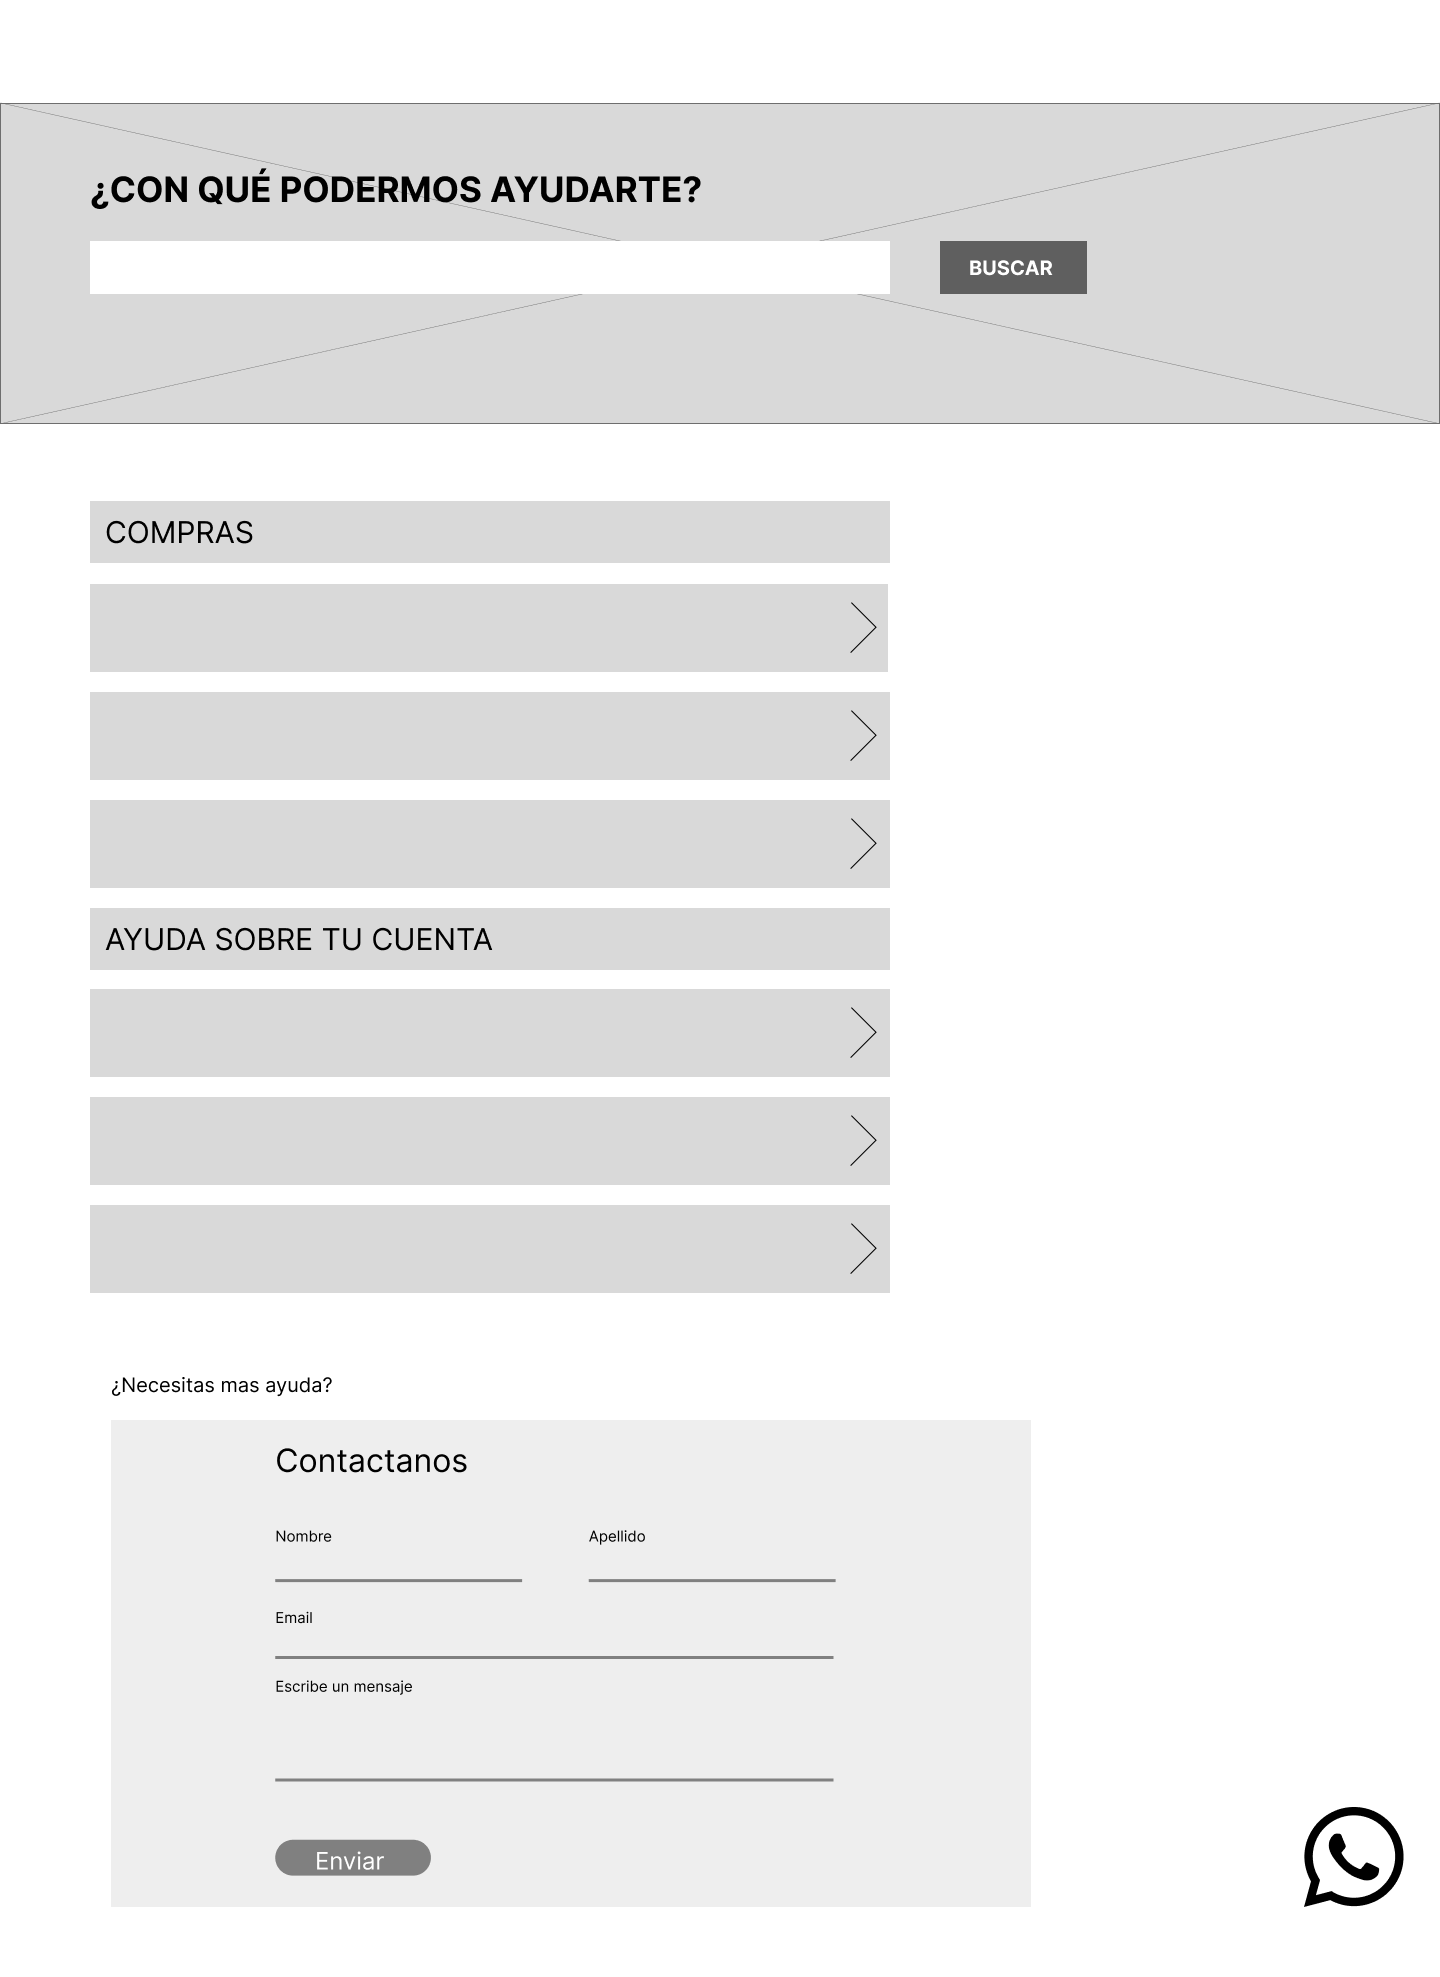 ¿CON QUÉ PODERMOS AYUDARTE?
BUSCAR
COMPRAS
AYUDA SOBRE TU CUENTA
¿Necesitas mas ayuda?
Contactanos
Nombre
Apellido
Email
Escribe un mensaje
Enviar